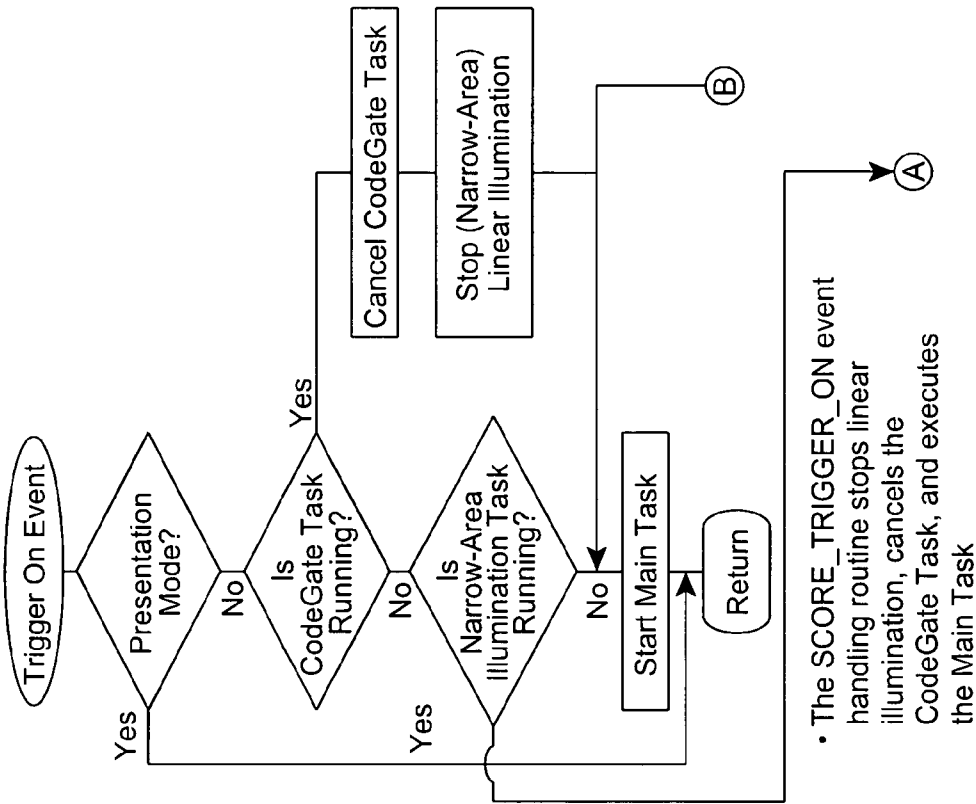 Trigger On Event
Presentation
Mode?
Yes
No
Is
CodeGate Task
Running?
Yes
No
Cancel CodeGate Task
Stop (Narrow-Area)
Linear Illumination
Is
Narrow-Area
Illumination Task
Running?
Yes
No
Start Main Task
Return
B
A
• The SCORE_TRIGGER_ON event
handling routine stops linear
illumination, cancels the
CodeGate Task, and executes
the Main Task